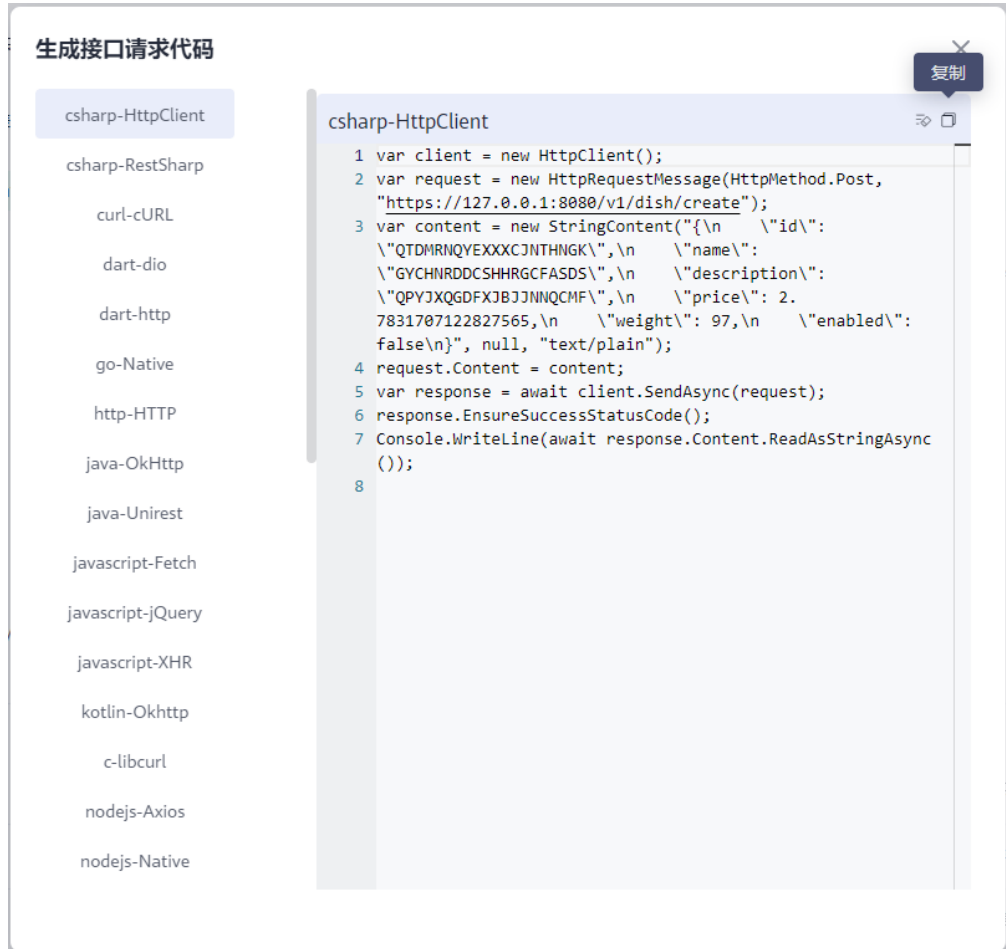 生成接口请求代码
复制
csharp-HttpClient
csharp-RestSharp
curl-cURL
dart-dio
dart-http
go-Native
http-HTTP
java-OkHttp
java-Unirest
javascript-Fetch
javascript-jQuery
javascript-XHR
kotlin-Okhttp
c-libcurl
nodejs-Axios
nodejs-Native
csharp-HttpClient
1 var client = new HttpClient();
2 var request = new HttpRequestMessage(HttpMethod.Post,
"https://127.0.0.1:8080/v1/dish/create");
3 var content = new StringContent("{\n    \"id\":
\"QTDMRNQYEXXXCJNTHNGK\",\n    \"name\":
\"GYCHNRDDCSHHRGCFASDS\",\n    \"description\":
\"QPYJXQGDFXJBJJNNQCMF\",\n    \"price\": 2.
7831707122827565,\n    \"weight\": 97,\n    \"enabled\":
false\n}", null, "text/plain");
4 request.Content = content;
5 var response = await client.SendAsync(request);
6 response.EnsureSuccessStatusCode();
7 Console.WriteLine(await response.Content.ReadAsStringAsync
());
8